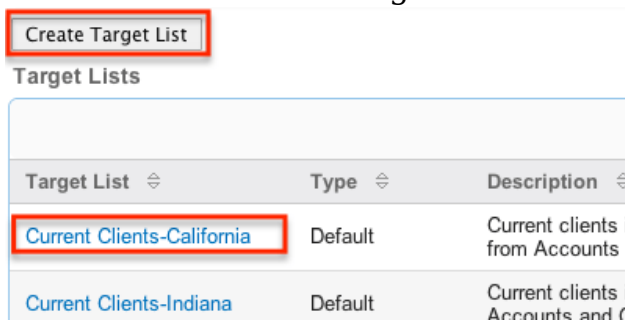 Create Target List
Target Lists
Target List Type Description
Current Clients-California Default Current clients
from Accounts
Current Clients-Indiana Default Current clients
Accounts and